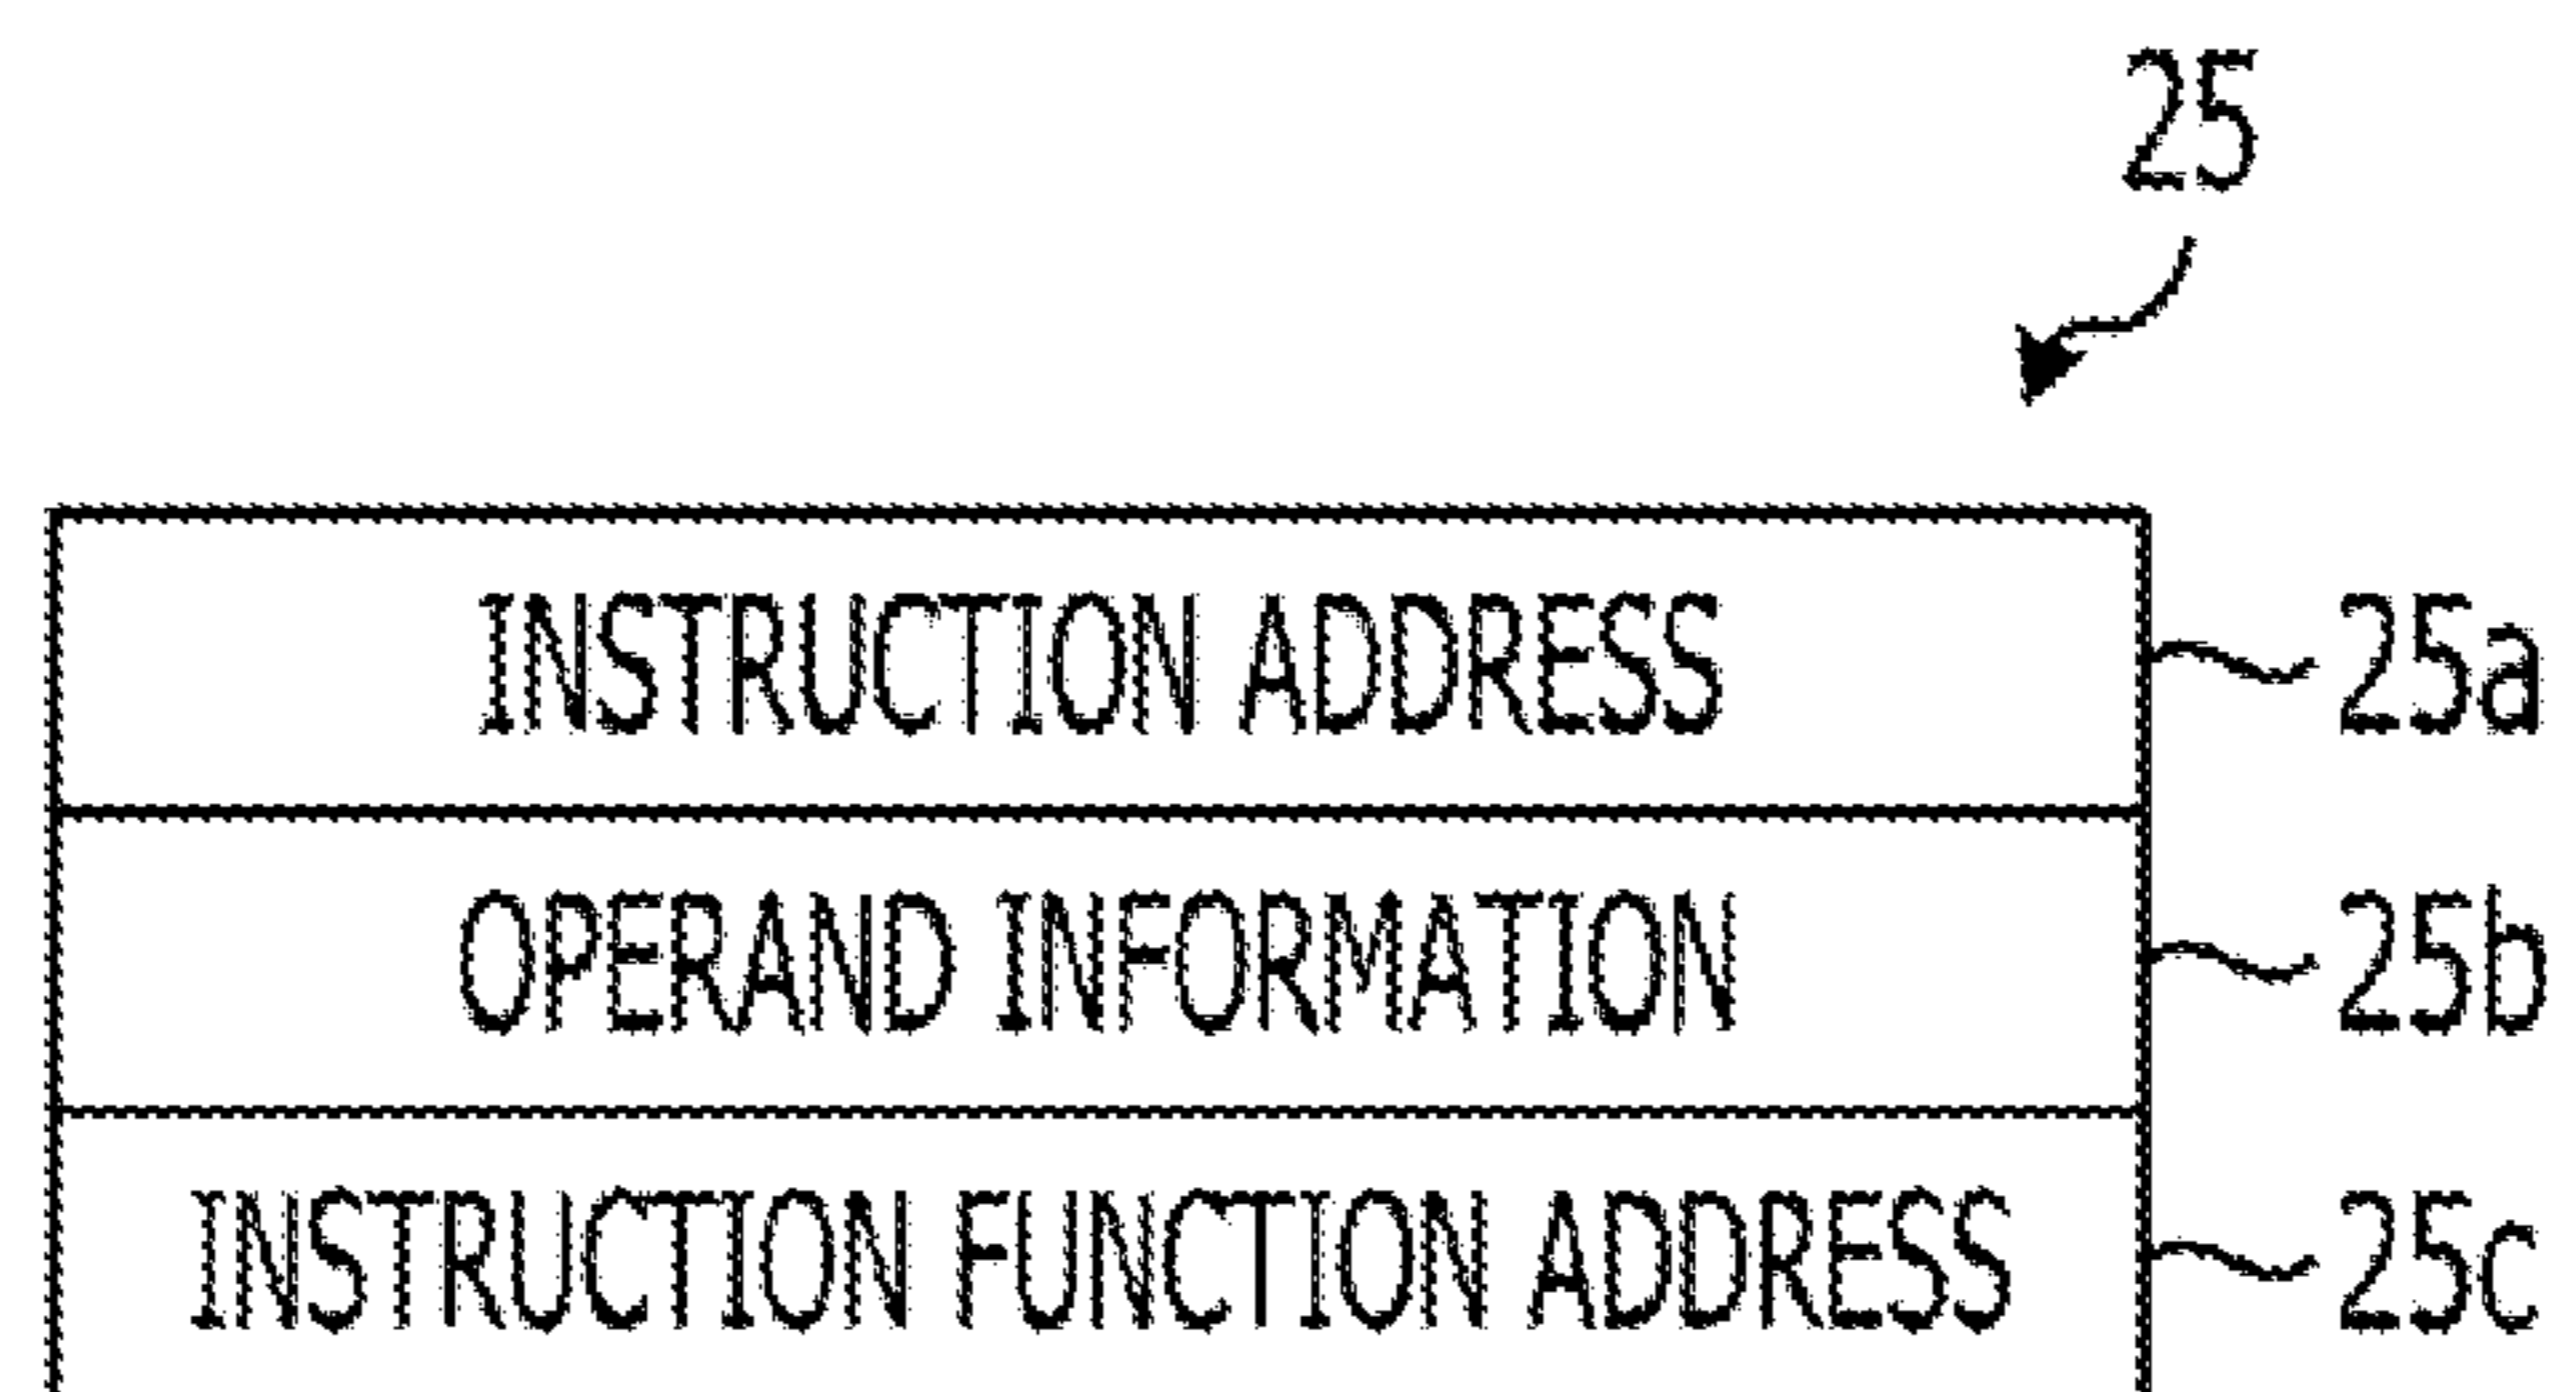 25
INSTRUCTION ADDRESS 25a
OPERAND INFORMATION 25b
INSTRUCTION FUNCTION ADDRESS 25c